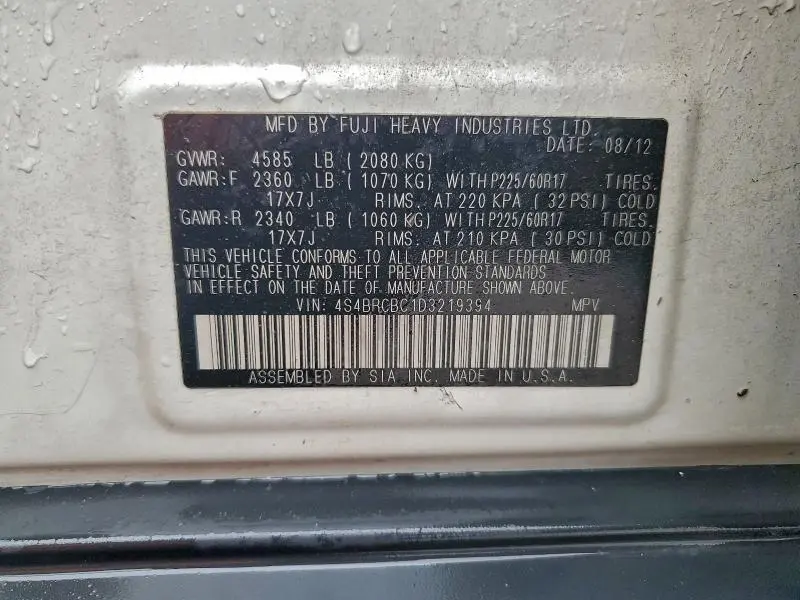 MFD BY FUJI HEAVY INDUSTRIES LTD.
DATE: 08/12
GVWR: 4585 LB ( 2080 KG)
GAWR:F 2360 LB ( 1070 KG) WITH P225/60R17 TIRES.
17X7J RIMS. AT 220 KPA ( 32 PSI) COLD
GAWR:R 2340 LB ( 1060 KG) WITH P225/60R17 TIRES.
17X7J RIMS. AT 210 KPA ( 30 PSI) COLD
THIS VEHICLE CONFORMS TO ALL APPLICABLE FEDERAL MOTOR
VEHICLE SAFETY AND THEFT PREVENTION STANDARDS
IN EFFECT ON THE DATE OF MANUFACTURE SHOWN ABOVE.
VIN: 4S4BRCBC1D3219394 MPV
ASSEMBLED BY SIA INC. MADE IN U.S.A.